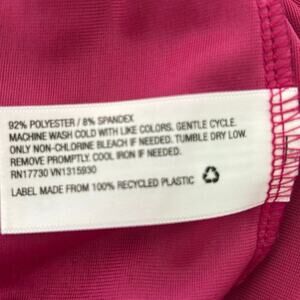 92% POLYESTER / 8% SPANDEX
MACHINE WASH COLD WITH LIKE COLORS. GENTLE CYCLE.
ONLY NON-CHLORINE BLEACH IF NEEDED. TUMBLE DRY LOW.
REMOVE PROMPTLY. COOL IRON IF NEEDED.
RN17730 VN1315930
LABEL MADE FROM 100% RECYCLED PLASTIC